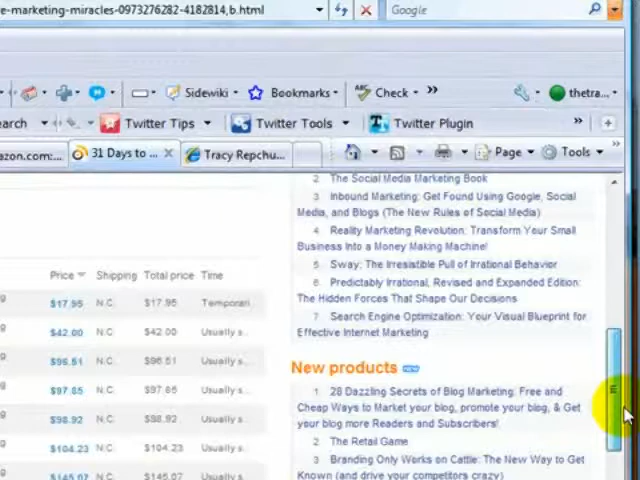 e-marketing-miracles-0973276282-4182814,b.html
Google
Sidewiki
Bookmarks
Check
thetra...
earch
Twitter Tips
Twitter Tools
Twitter Plugin
azon.com:...
31 Days to ...
Tracy Repchu...
Page
Tools
2 The Social Media Marketing Book
3 Inbound Marketing: Get Found Using Google, Social
Media, and Blogs (The New Rules of Social Media)
4 Reality Marketing Revolution: Transform Your Small
Business Into a Money Making Machine!
5 Sway: The Irresistible Pull of Irrational Behavior
6 Predictably Irrational, Revised and Expanded Edition:
The Hidden Forces That Shape Our Decisions
7 Search Engine Optimization: Your Visual Blueprint for
Effective Internet Marketing
Price Shipping Total price Time
$17.95 N.C. $17.95 Temporari
$42.00 N.C. $42.00 Usually s...
$96.51 N.C. $96.51 Usually s...
$97.85 N.C. $97.85 Usually s...
$98.92 N.C. $98.92 Usually s...
$104.23 N.C. $104.23 Usually s...
$145.07 N.C. $145.07 Usually s...
New products
1 28 Dazzling Secrets of Blog Marketing: Free and
Cheap Ways to Market your blog, promote your blog, & Get
your blog more Readers and Subscribers!
2 The Retail Game
3 Branding Only Works on Cattle: The New Way to Get
Known (and drive your competitors crazy)